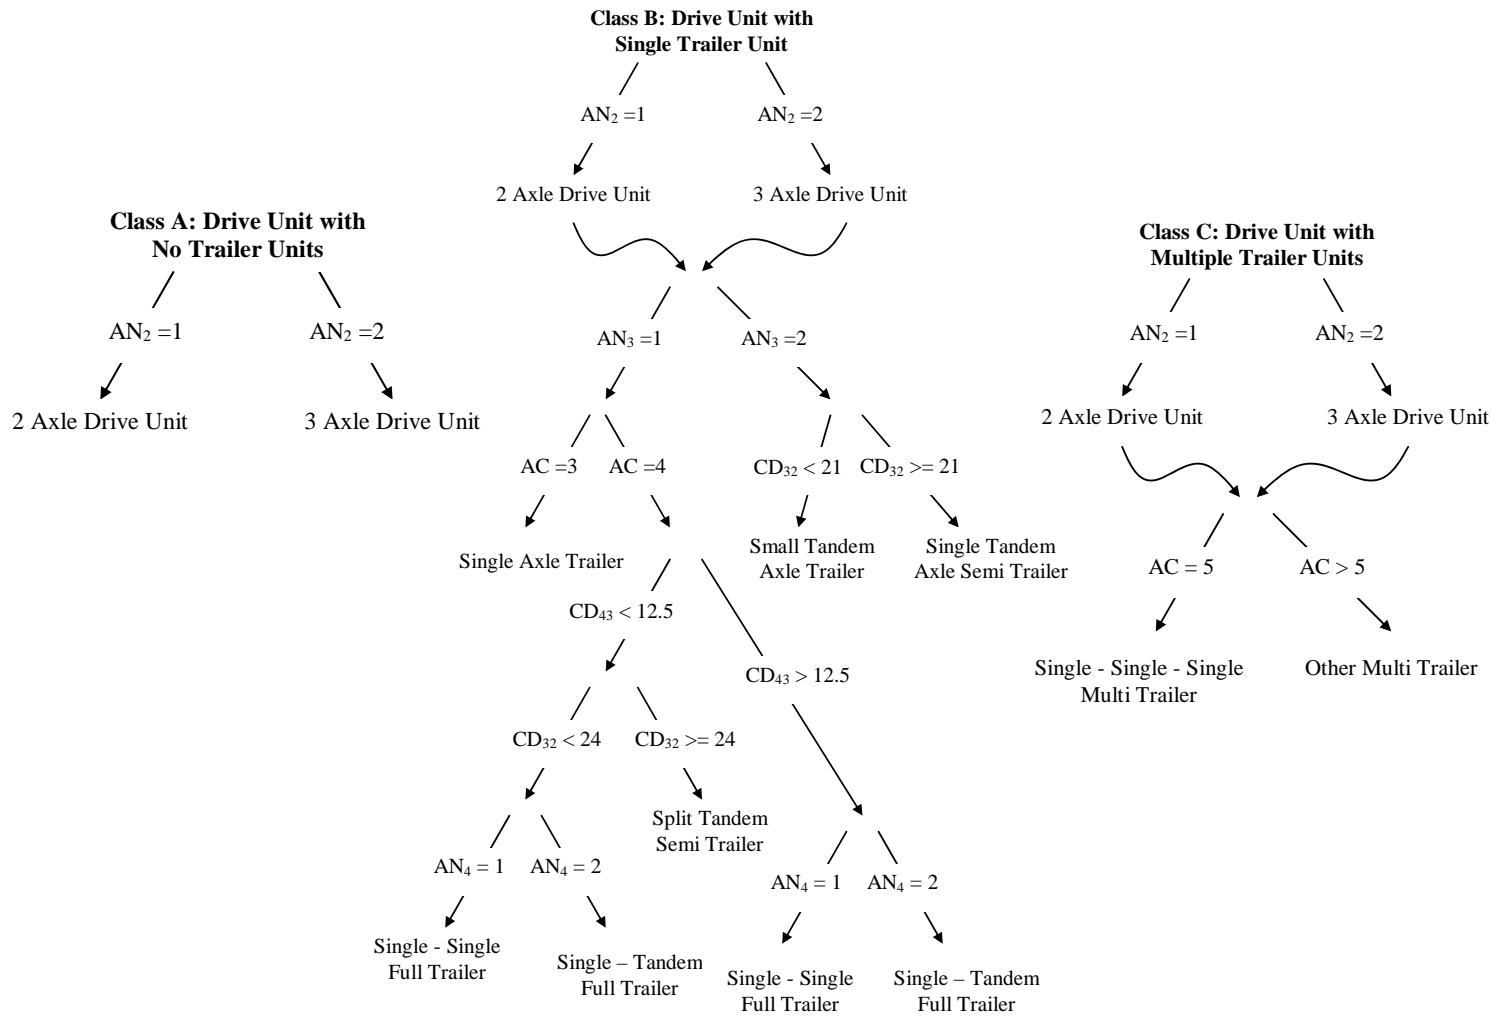 Class B: Drive Unit with
Single Trailer Unit
AN₂ =1
AN₂ =2
2 Axle Drive Unit
3 Axle Drive Unit
Class A: Drive Unit with
No Trailer Units
AN₂ =1
AN₂ =2
2 Axle Drive Unit
3 Axle Drive Unit
Class C: Drive Unit with
Multiple Trailer Units
AN₂ =1
AN₂ =2
2 Axle Drive Unit
3 Axle Drive Unit
AN₃ =1
AN₃ =2
AC =3
AC =4
CD₃₂ < 21
CD₃₂ >= 21
Single Axle Trailer
Small Tandem
Axle Trailer
Single Tandem
Axle Semi Trailer
AC = 5
AC > 5
Single - Single - Single
Multi Trailer
Other Multi Trailer
CD₄₃ < 12.5
CD₄₃ > 12.5
CD₃₂ < 24
CD₃₂ >= 24
Split Tandem
Semi Trailer
AN₄ = 1
AN₄ = 2
AN₄ = 1
AN₄ = 2
Single - Single
Full Trailer
Single – Tandem
Full Trailer
Single - Single
Full Trailer
Single – Tandem
Full Trailer